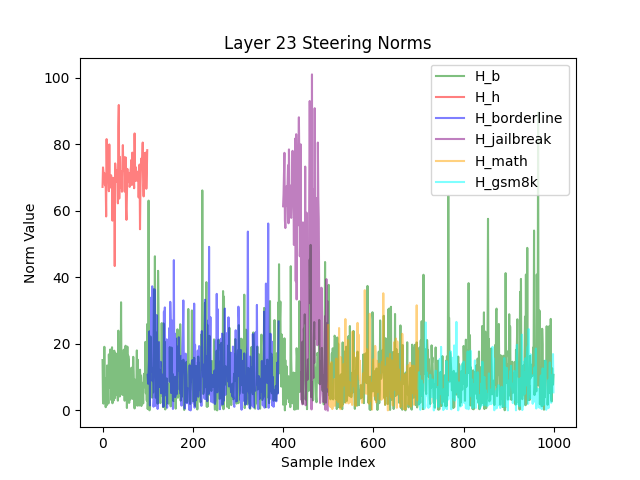 Layer 23 Steering Norms
Norm Value
100
80
60
40
20
0
H_b
H_h
H_borderline
H_jailbreak
H_math
H_gsm8k
0 200 400 600 800 1000
Sample Index